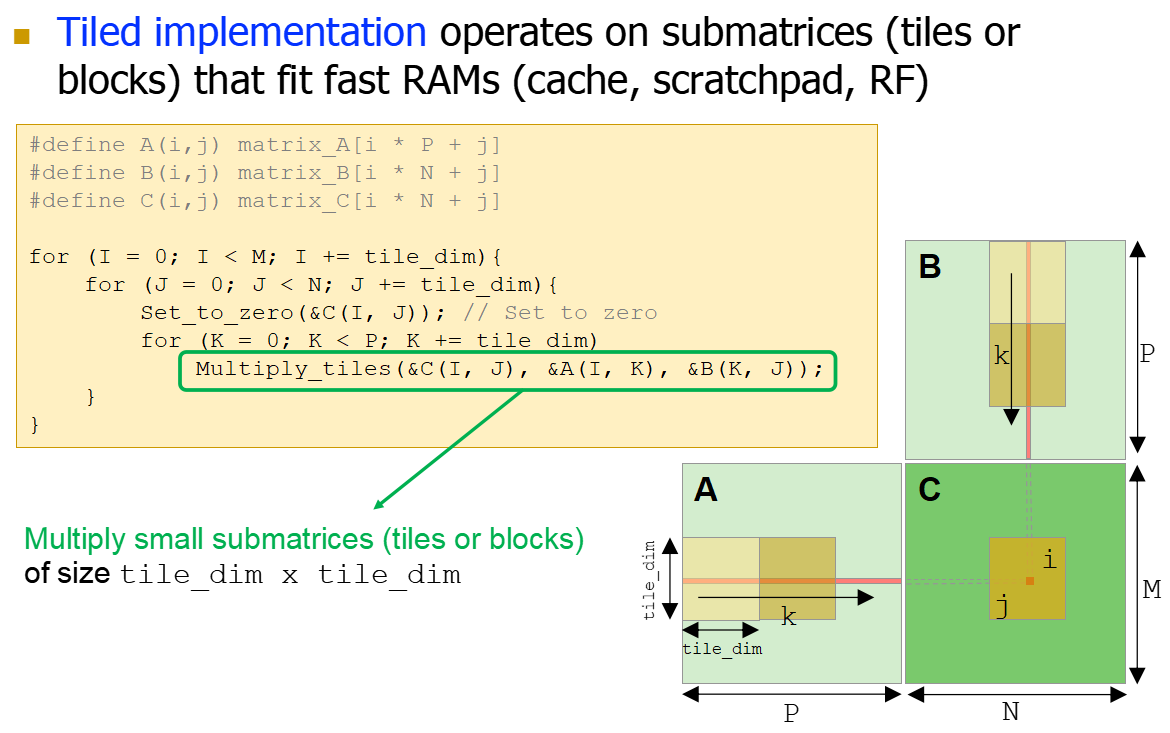 Tiled implementation operates on submatrices (tiles or
blocks) that fit fast RAMs (cache, scratchpad, RF)
#define A(i,j) matrix_A[i * P + j]
#define B(i,j) matrix_B[i * N + j]
#define C(i,j) matrix_C[i * N + j]
for (I = 0; I < M; I += tile_dim){
for (J = 0; J < N; J += tile_dim){
Set_to_zero(&C(I, J)); // Set to zero
for (K = 0; K < P; K += tile_dim)
Multiply_tiles(&C(I, J), &A(I, K), &B(K, J));
}
}
Multiply small submatrices (tiles or blocks)
of size tile_dim x tile_dim
B
k
P
A
tile_dim
k
tile_dim
P
C
i
j
M
N